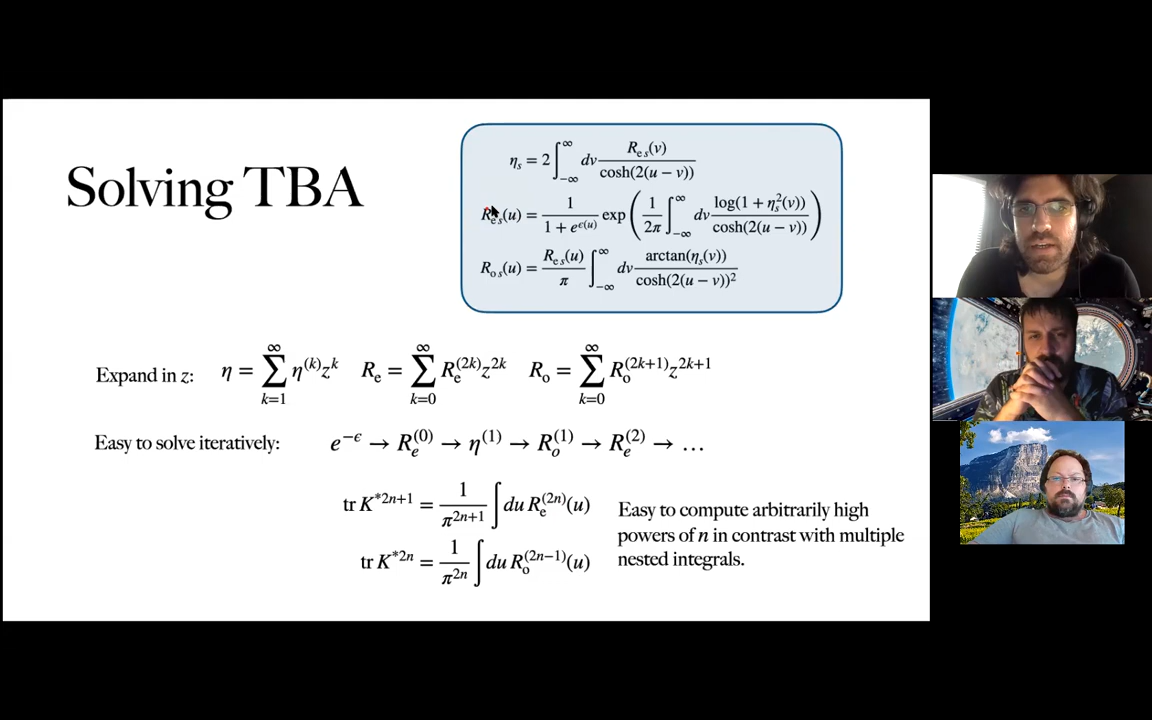 Solving TBA
η_s = 2 ∫_{-∞}^{∞} dv R_{e s}(v) / cosh(2(u − v))
R_{e s}(u) = 1 / (1 + e^{ϵ(u)}) exp( 1/(2π) ∫_{-∞}^{∞} dv log(1 + η_s^2(v)) / cosh(2(u − v)) )
R_{o s}(u) = R_{e s}(u) / π ∫_{-∞}^{∞} dv arctan(η_s(v)) / cosh(2(u − v))^2
Expand in z: η = ∑_{k=1}^{∞} η^{(k)} z^k R_e = ∑_{k=0}^{∞} R_e^{(2k)} z^{2k} R_o = ∑_{k=0}^{∞} R_o^{(2k+1)} z^{2k+1}
Easy to solve iteratively: e^{−ϵ} → R_e^{(0)} → η^{(1)} → R_o^{(1)} → R_e^{(2)} → …
tr K^{*2n+1} = 1/π^{2n+1} ∫ du R_e^{(2n)}(u)
tr K^{*2n} = 1/π^{2n} ∫ du R_o^{(2n−1)}(u)
Easy to compute arbitrarily high
powers of n in contrast with multiple
nested integrals.